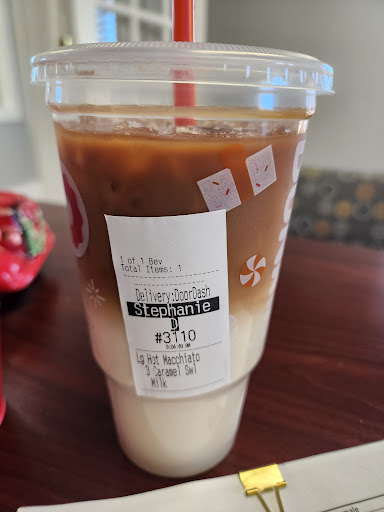 1 of 1 Bev
Total Items: 1
Delivery:DoorDash
Stephanie
D
#3110
Lg Hot Macchiato
3 Caramel Swl
Milk